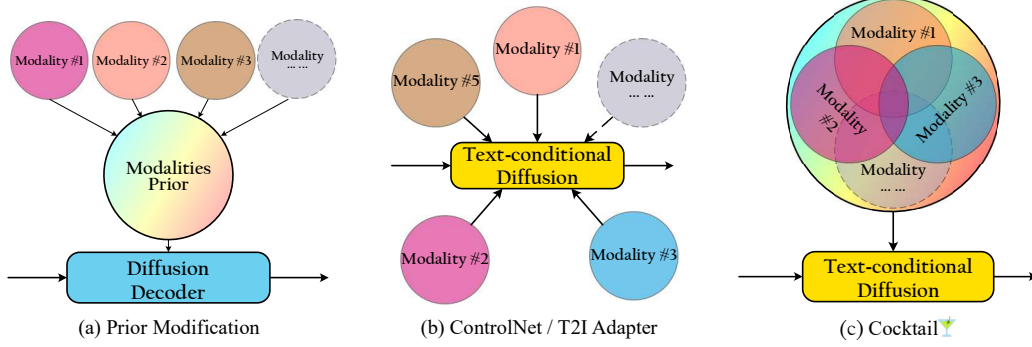 Modality #1
Modality #2
Modality #3
Modality
... ...
Modalities
Prior
Diffusion
Decoder
(a) Prior Modification
Modality #5
Modality #1
Modality
... ...
Text-conditional
Diffusion
Modality #2
Modality #3
(b) ControlNet / T2I Adapter
Modality #1
Modality
#2
Modality #3
Modality
... ...
Text-conditional
Diffusion
(c) Cocktail🍸